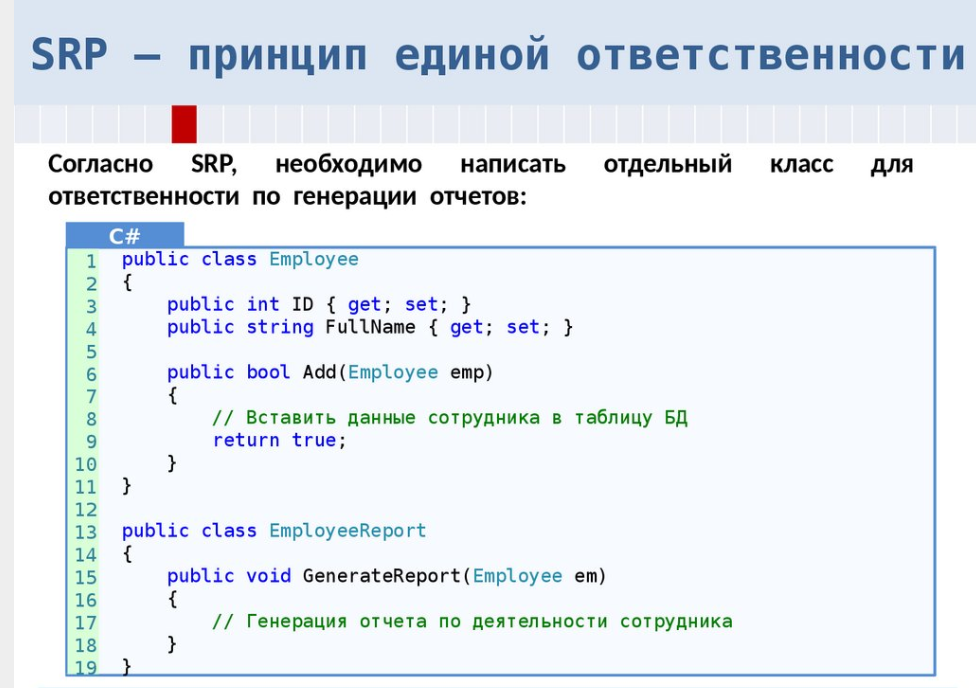 SRP – принцип единой ответственности
Согласно SRP, необходимо написать отдельный класс для
ответственности по генерации отчетов:
C#
1 public class Employee
2 {
3     public int ID { get; set; }
4     public string FullName { get; set; }
5
6     public bool Add(Employee emp)
7     {
8         // Вставить данные сотрудника в таблицу БД
9         return true;
10     }
11 }
12
13 public class EmployeeReport
14 {
15     public void GenerateReport(Employee em)
16     {
17         // Генерация отчета по деятельности сотрудника
18     }
19 }